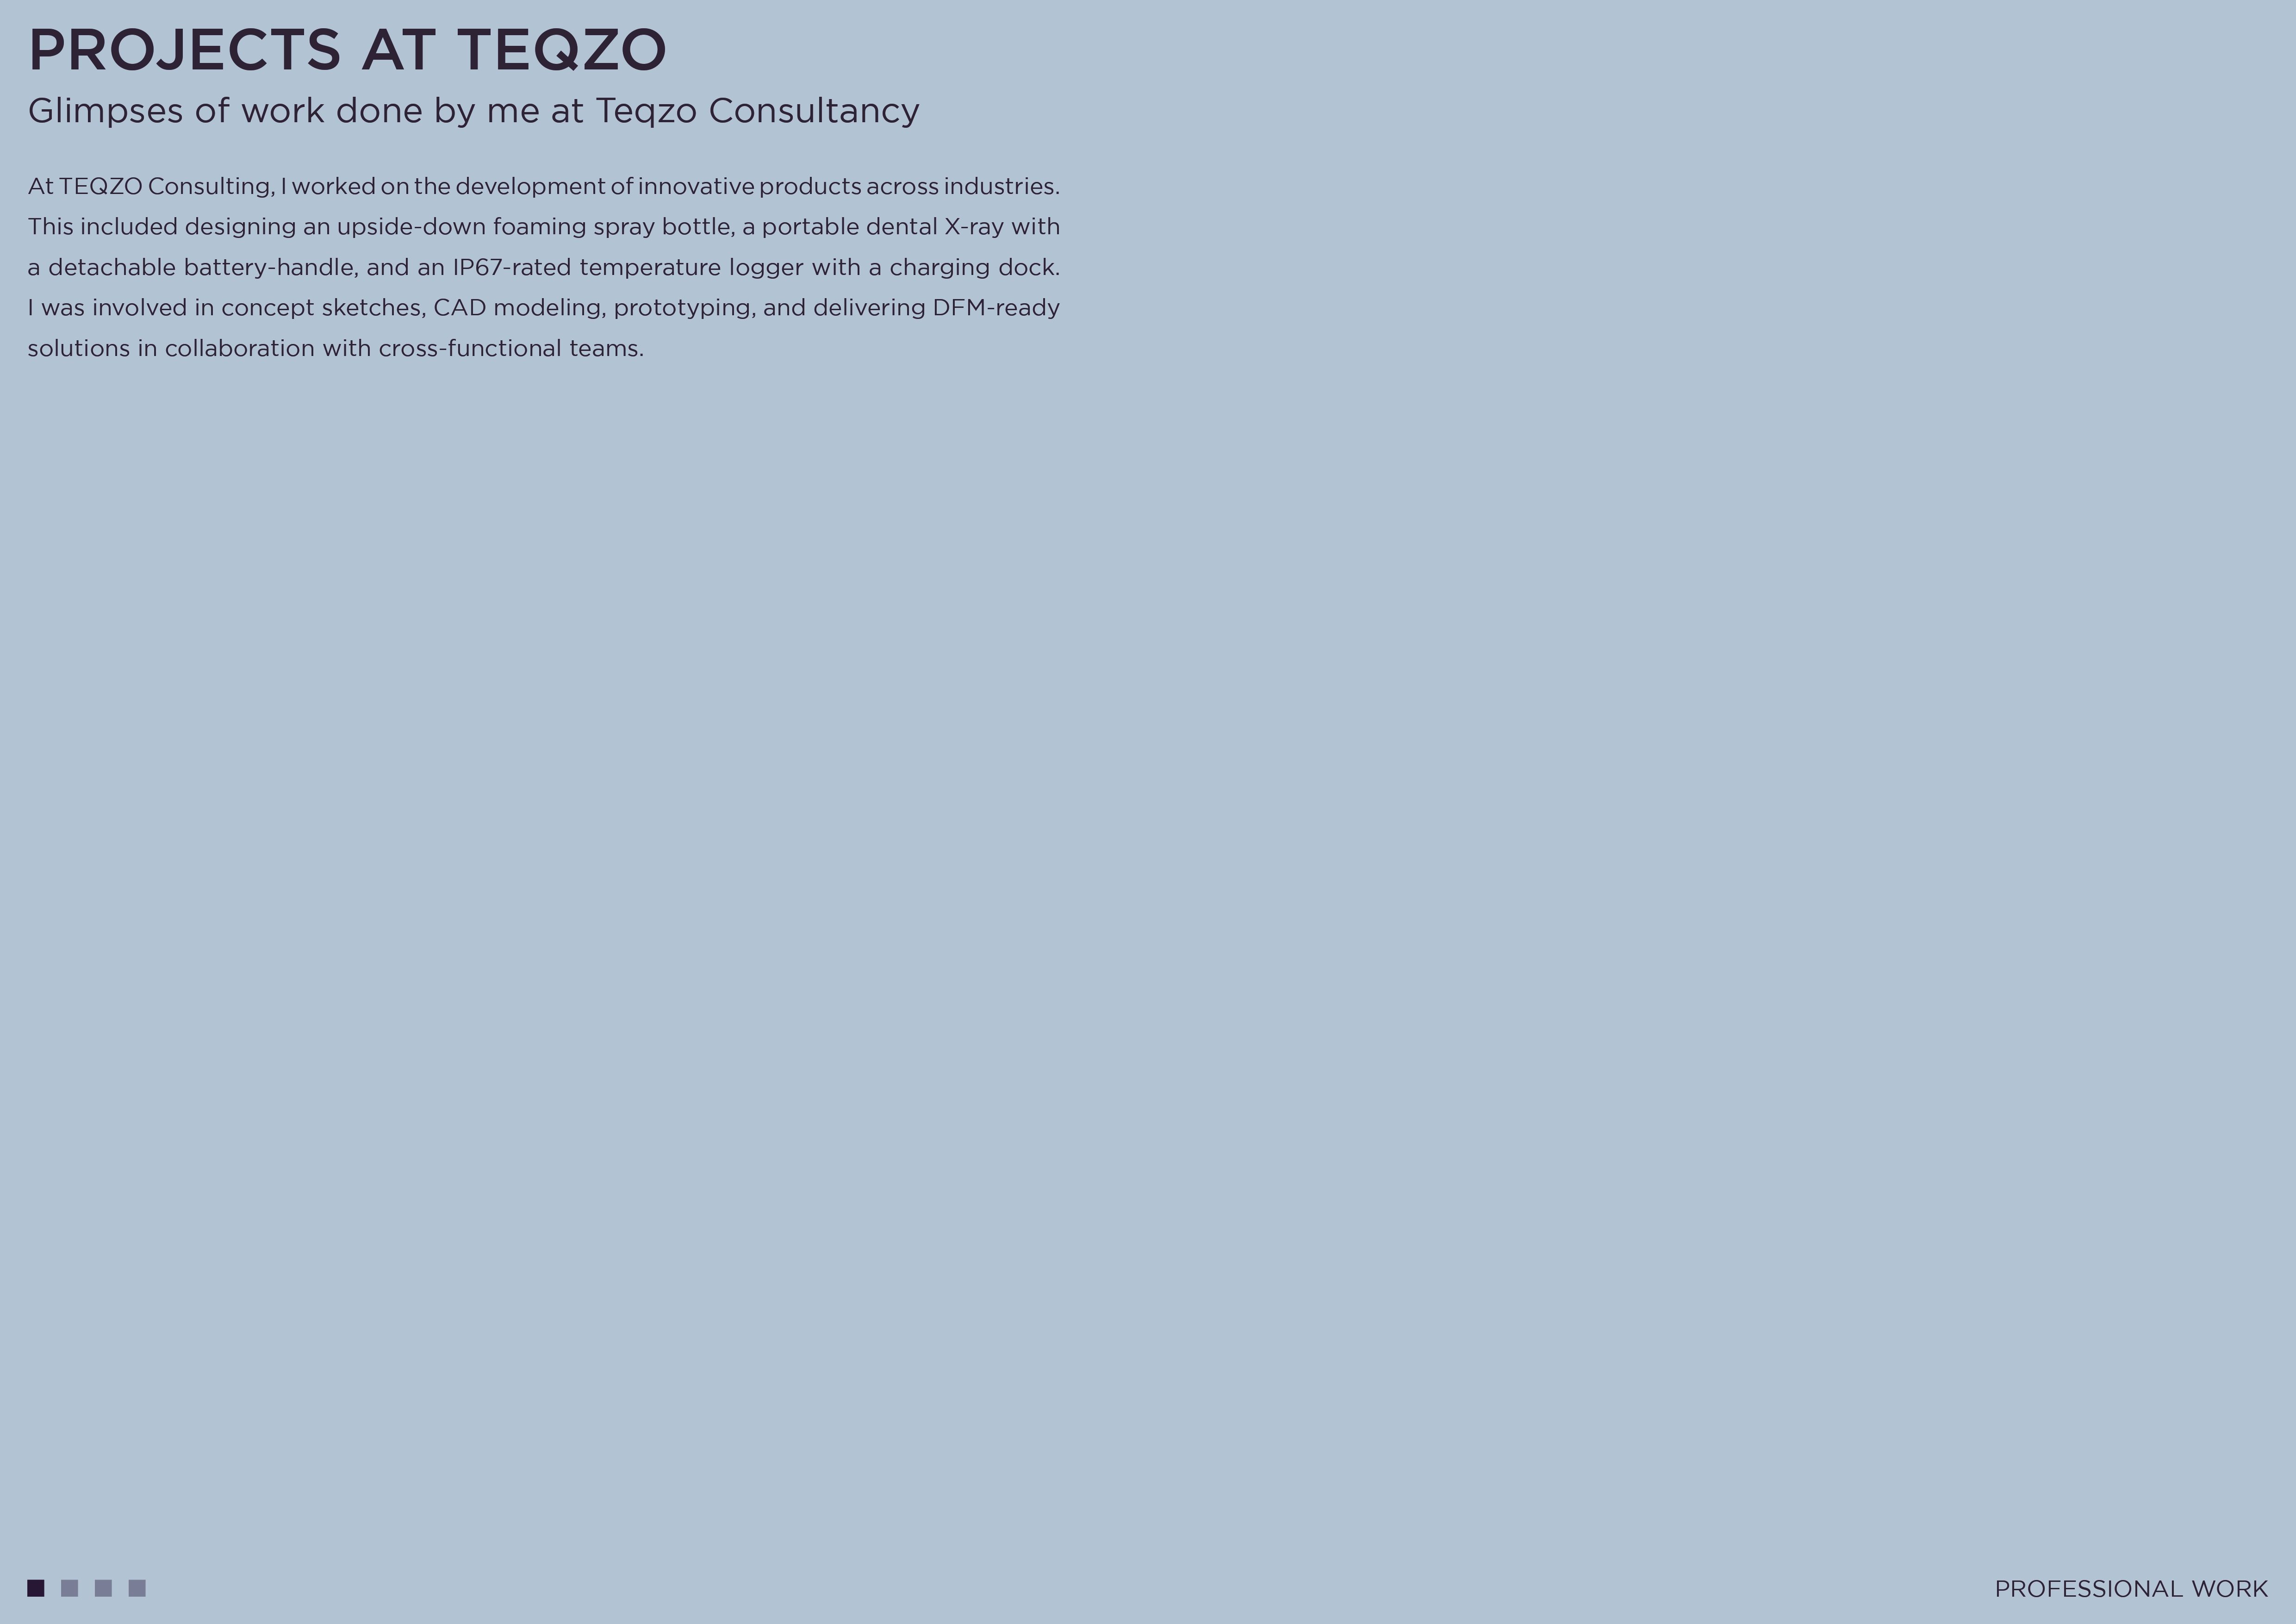 PROJECTS AT TEQZO
Glimpses of work done by me at Teqzo Consultancy
At TEQZO Consulting, I worked on the development of innovative products across industries.
This included designing an upside-down foaming spray bottle, a portable dental X-ray with
a detachable battery-handle, and an IP67-rated temperature logger with a charging dock.
I was involved in concept sketches, CAD modeling, prototyping, and delivering DFM-ready
solutions in collaboration with cross-functional teams.
PROFESSIONAL WORK